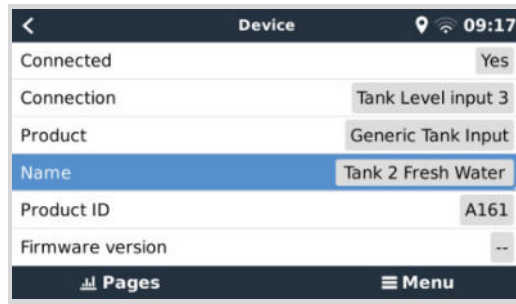 Device 09:17
Connected Yes
Connection Tank Level input 3
Product Generic Tank Input
Name Tank 2 Fresh Water
Product ID A161
Firmware version --
Pages Menu